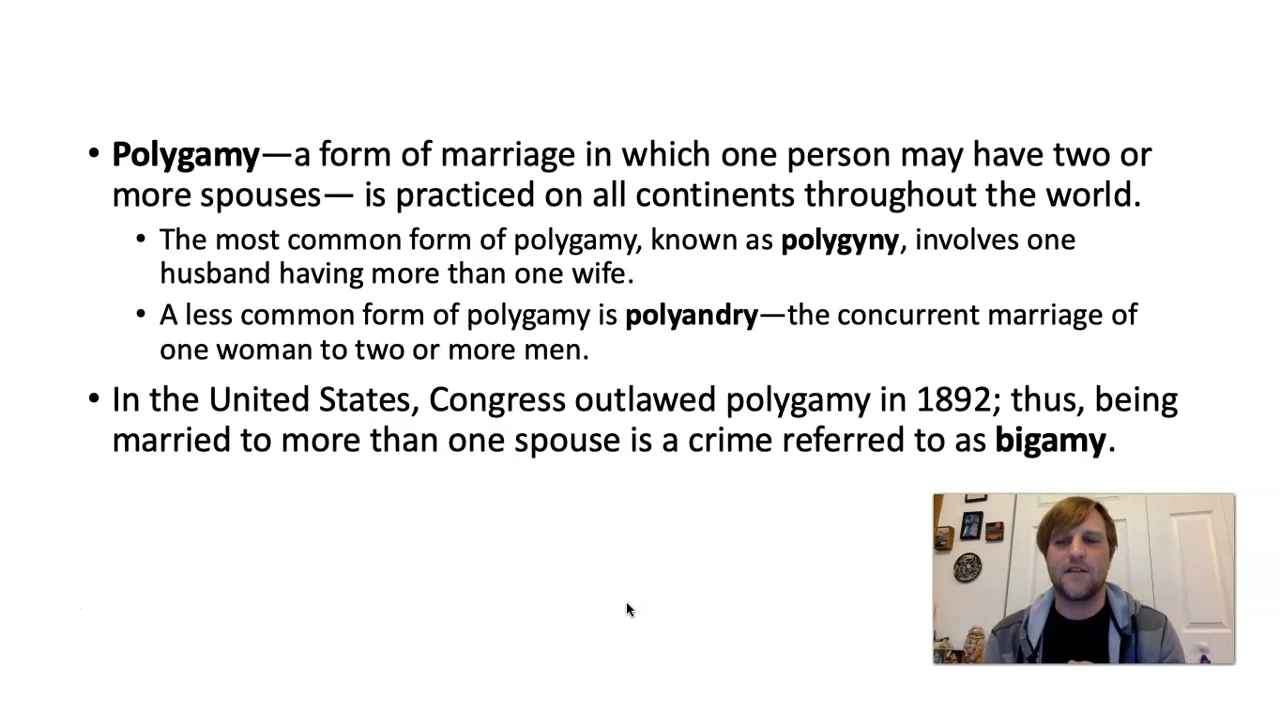 • Polygamy—a form of marriage in which one person may have two or
more spouses— is practiced on all continents throughout the world.
• The most common form of polygamy, known as polygyny, involves one
husband having more than one wife.
• A less common form of polygamy is polyandry—the concurrent marriage of
one woman to two or more men.
• In the United States, Congress outlawed polygamy in 1892; thus, being
married to more than one spouse is a crime referred to as bigamy.